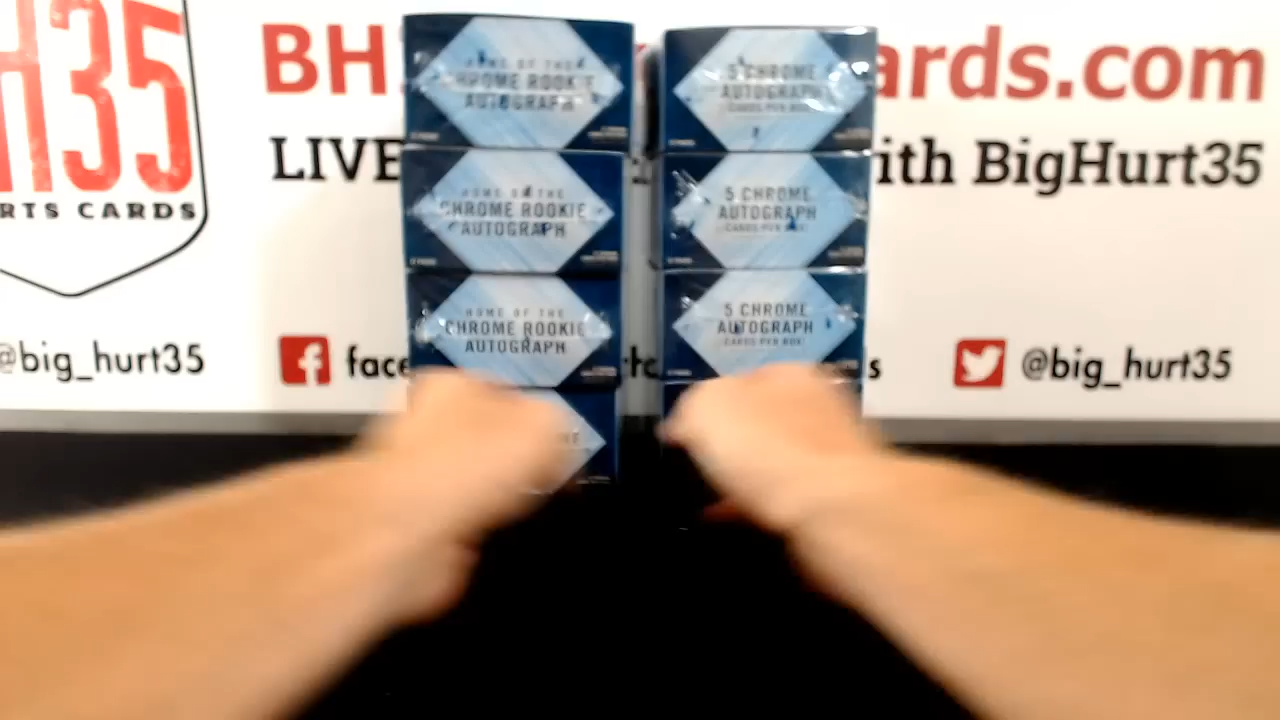 H35
RTS CARDS
BH
ards.com
LIVE
ith BigHurt35
@big_hurt35
face
s
@big_hurt35
HOME OF THE
CHROME ROOKIE
AUTOGRAPH
HOME OF THE
CHROME ROOKIE
AUTOGRAPH
HOME OF THE
CHROME ROOKIE
AUTOGRAPH
5 CHROME
AUTOGRAPH
CARDS PER BOX!
5 CHROME
AUTOGRAPH
CARDS PER BOX!
5 CHROME
AUTOGRAPH
CARDS PER BOX!